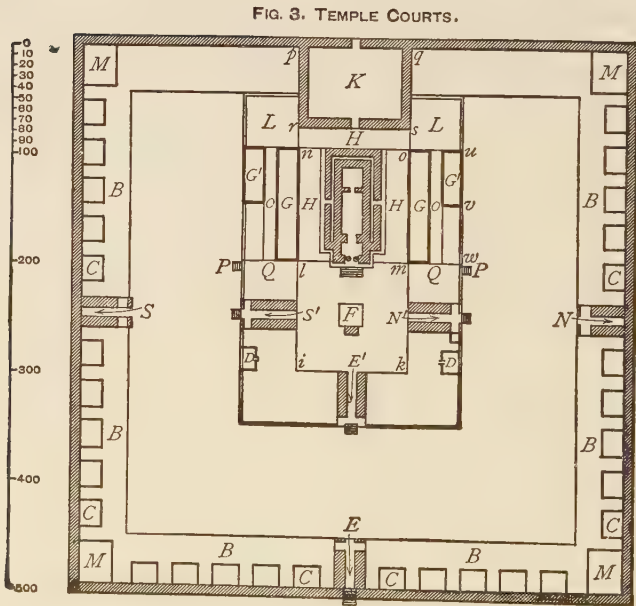 FIG. 3. TEMPLE COURTS.
0
10
20
30
40
50
60
70
80
90
100
200
300
400
500
M p q M
K
L r s L
H
n o u
B G' O G H H G O G' B
v
C P Q l m Q w P C
S S' F N N
D D
i E' k
B B
C E C
M B C C B M